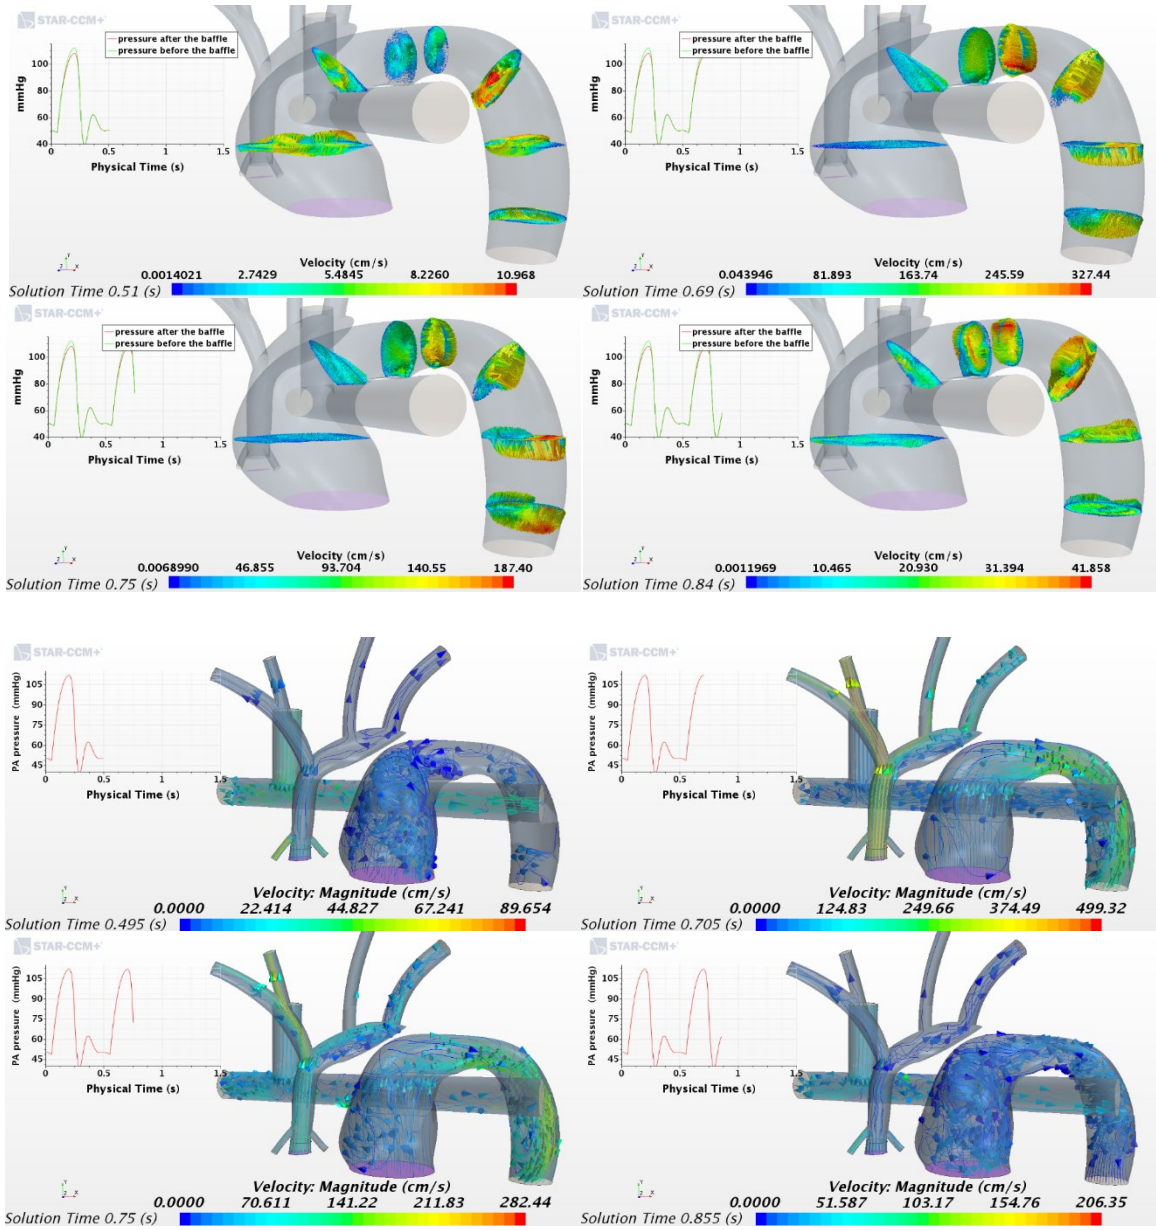 STAR-CCM+
pressure after the baffle
pressure before the baffle
mmHg
100
80
60
40
0
0.5
1
1.5
Physical Time (s)
Velocity (cm/s)
0.0014021 2.7429 5.4845 8.2260 10.968
Solution Time 0.51 (s)
STAR-CCM+
pressure after the baffle
pressure before the baffle
mmHg
100
80
60
40
0
0.5
1
1.5
Physical Time (s)
Velocity (cm/s)
0.043946 81.893 163.74 245.59 327.44
Solution Time 0.69 (s)
STAR-CCM+
pressure after the baffle
pressure before the baffle
mmHg
100
80
60
40
0
0.5
1
1.5
Physical Time (s)
Velocity (cm/s)
0.0068990 46.855 93.704 140.55 187.40
Solution Time 0.75 (s)
STAR-CCM+
pressure after the baffle
pressure before the baffle
mmHg
100
80
60
40
0
0.5
1
1.5
Physical Time (s)
Velocity (cm/s)
0.0011969 10.465 20.930 31.394 41.858
Solution Time 0.84 (s)
STAR-CCM+
PA pressure (mmHg)
105
90
75
60
45
0
0.5
1
1.5
Physical Time (s)
Velocity: Magnitude (cm/s)
0.0000 22.414 44.827 67.241 89.654
Solution Time 0.495 (s)
STAR-CCM+
PA pressure (mmHg)
105
90
75
60
45
0
0.5
1
1.5
Physical Time (s)
Velocity: Magnitude (cm/s)
0.0000 124.83 249.66 374.49 499.32
Solution Time 0.705 (s)
STAR-CCM+
PA pressure (mmHg)
105
90
75
60
45
0
0.5
1
1.5
Physical Time (s)
Velocity: Magnitude (cm/s)
0.0000 70.611 141.22 211.83 282.44
Solution Time 0.75 (s)
STAR-CCM+
PA pressure (mmHg)
105
90
75
60
45
0
0.5
1
1.5
Physical Time (s)
Velocity: Magnitude (cm/s)
0.0000 51.587 103.17 154.76 206.35
Solution Time 0.855 (s)